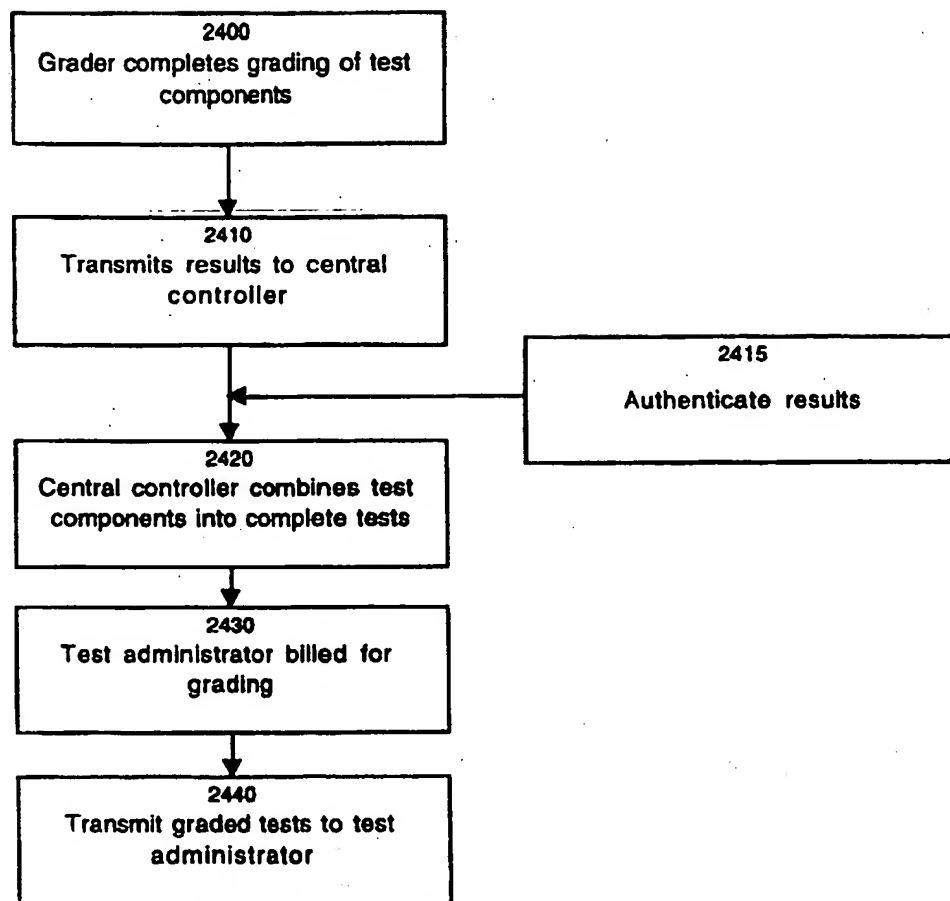 2400
Grader completes grading of test
components
2410
Transmits results to central
controller
2415
Authenticate results
2420
Central controller combines test
components into complete tests
2430
Test administrator billed for
grading
2440
Transmit graded tests to test
administrator